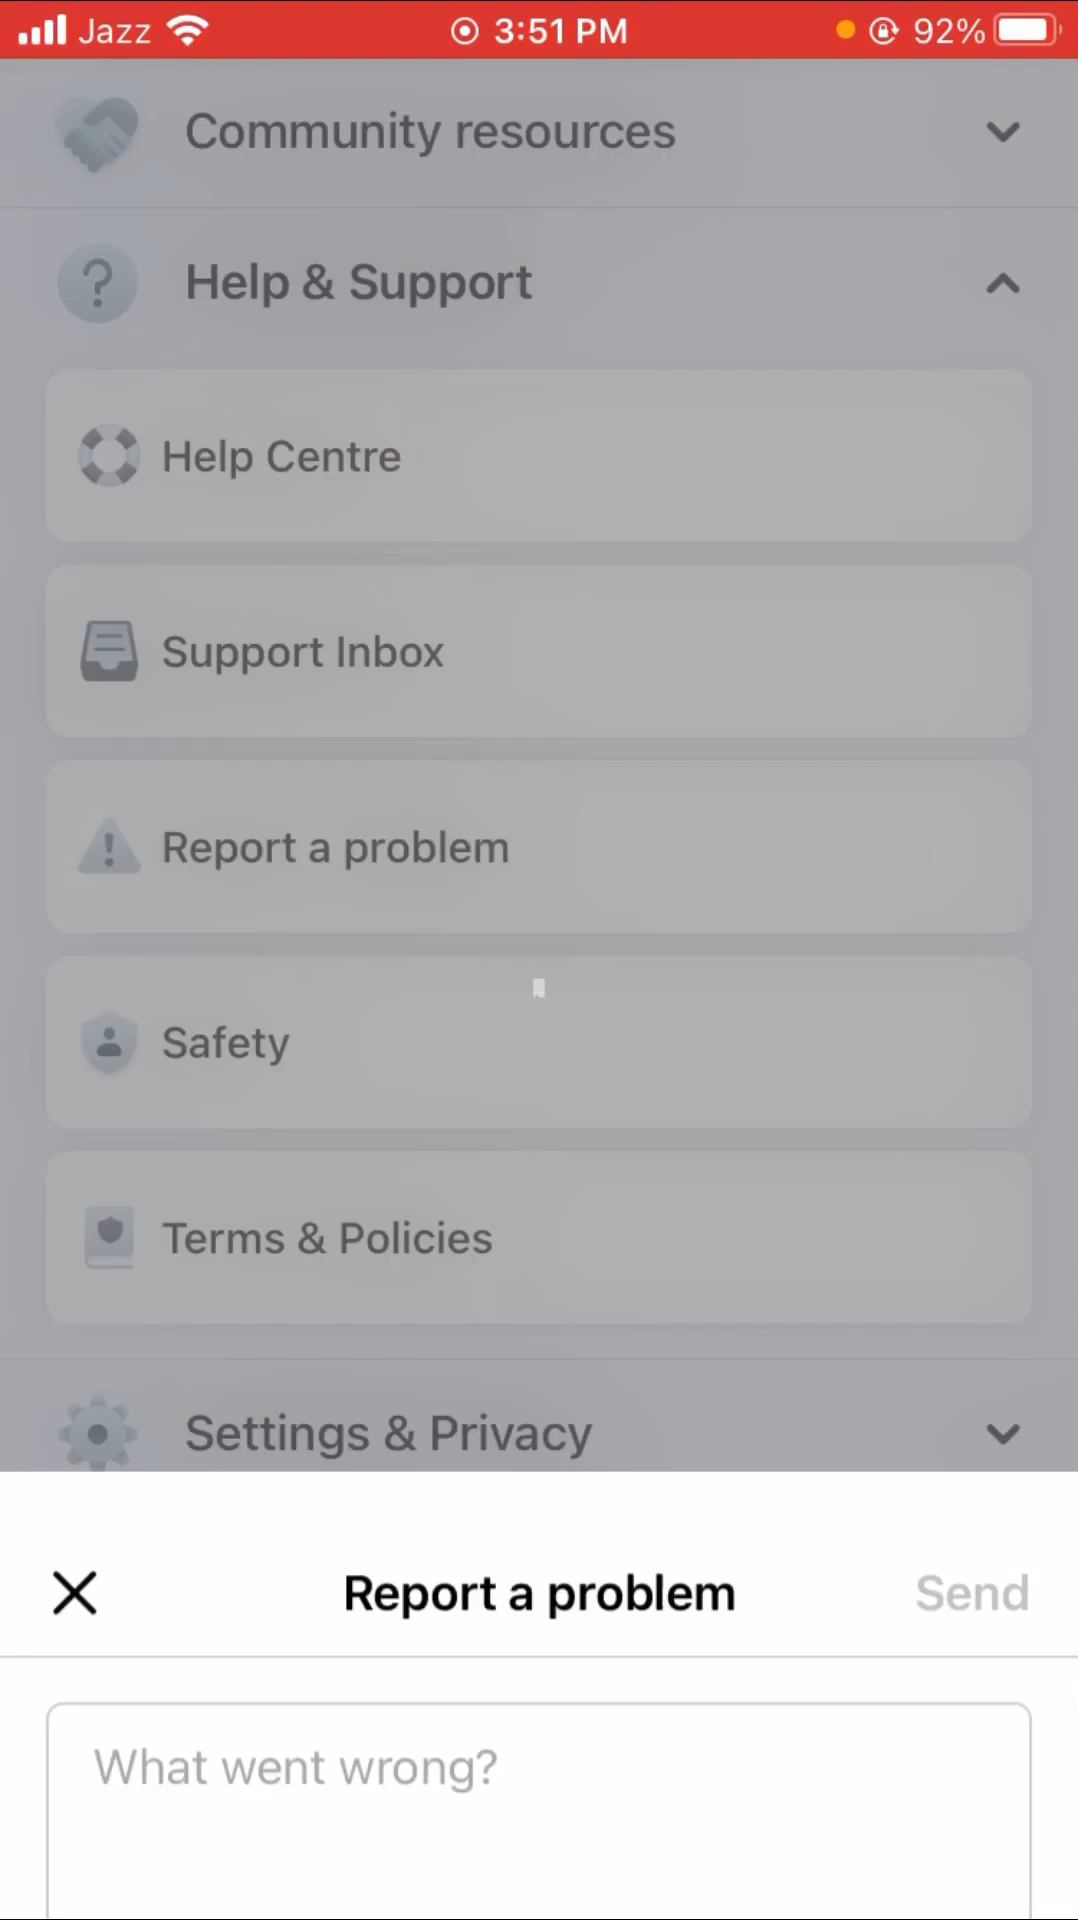 Jazz 3:51 PM 92%
Community resources
Help & Support
Help Centre
Support Inbox
Report a problem
Safety
Terms & Policies
Settings & Privacy
Report a problem Send
What went wrong?